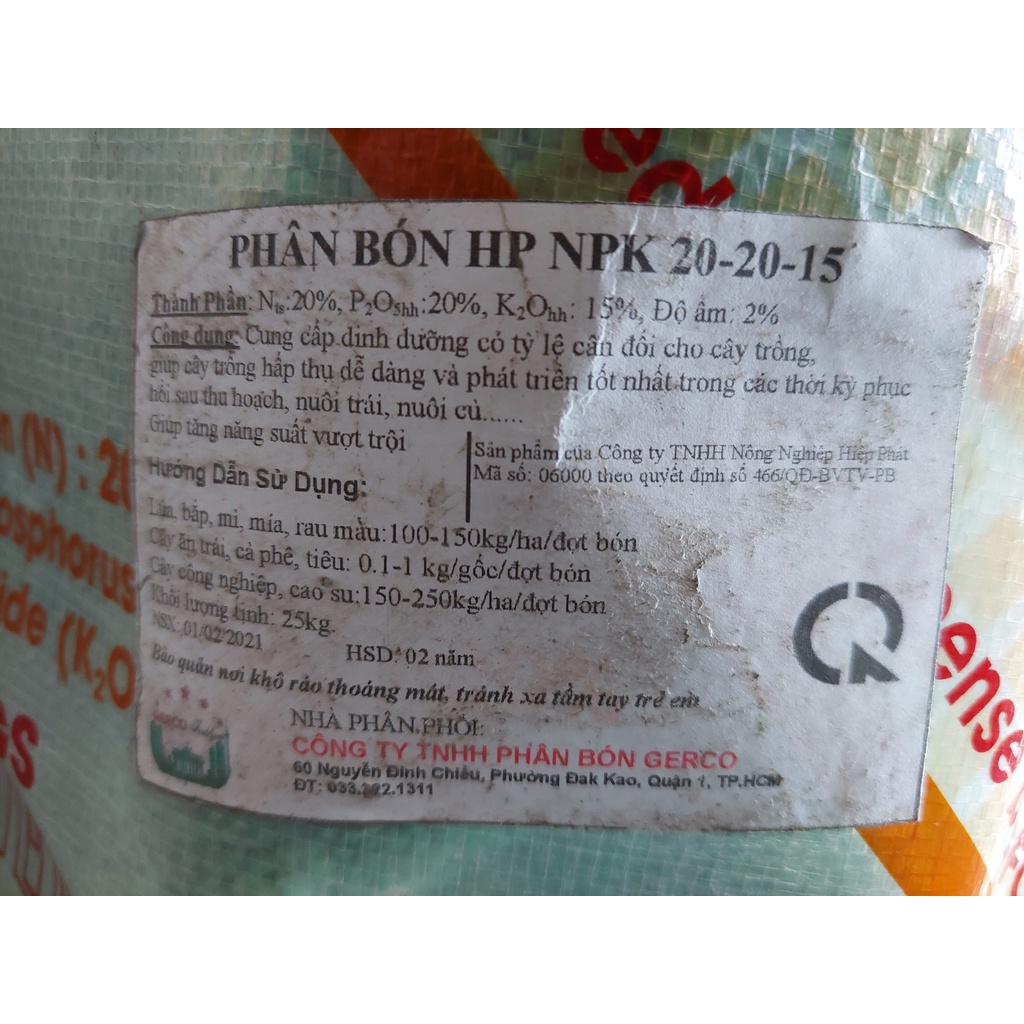 PHÂN BÓN HP NPK 20-20-15
Thành Phần: Nts:20%, P2O5hh:20%, K2Ohh: 15%, Độ ẩm: 2%
Công dụng: Cung cấp dinh dưỡng có tỷ lệ cân đối cho cây trồng,
giúp cây trồng hấp thụ dễ dàng và phát triển tốt nhất trong các thời kỳ phục
hồi sau thu hoạch, nuôi trái, nuôi củ......
Giúp tăng năng suất vượt trội
Sản phẩm của Công ty TNHH Nông Nghiệp Hiệp Phát
Mã số: 06000 theo quyết định số 466/QĐ-BVTV-PB
Hướng Dẫn Sử Dụng:
Lúa, bắp, mì, mía, rau màu:100-150kg/ha/đợt bón
Cây ăn trái, cà phê, tiêu: 0.1-1 kg/gốc/đợt bón
Cây công nghiệp, cao su:150-250kg/ha/đợt bón
Khối lượng tịnh: 25kg.
NSX: 01/02/2021
HSD: 02 năm
Bảo quản nơi khô ráo thoáng mát, tránh xa tầm tay trẻ em
NHÀ PHÂN PHỐI:
CÔNG TY TNHH PHÂN BÓN GERCO
60 Nguyễn Đình Chiểu, Phường Đak Kao, Quận 1, TP.HCM
ĐT: 033.292.1311
(N) : 20
osphorus
ide (K2O
ense